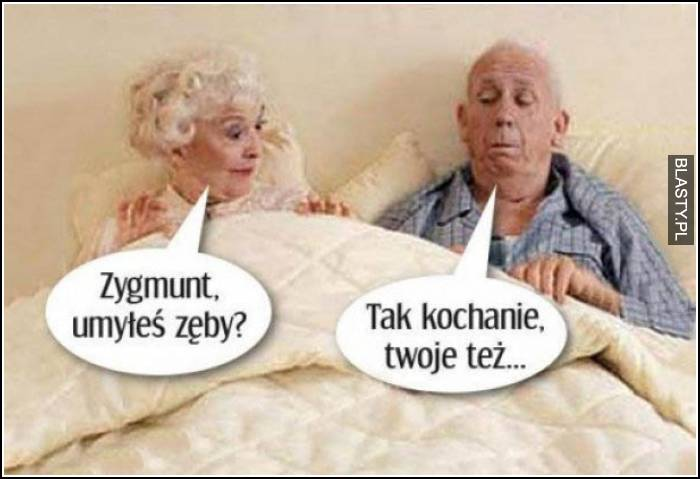 Zygmunt,
umyłeś zęby?
Tak kochanie,
twoje też...
BLASTY.PL